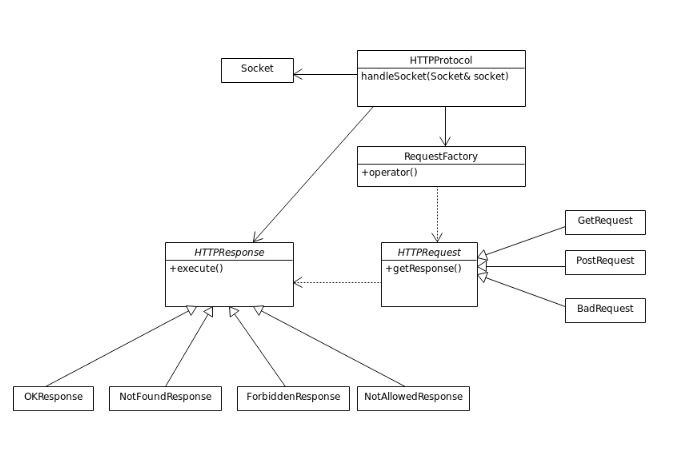 HTTPProtocol
handleSocket(Socket& socket)
Socket
RequestFactory
+operator()
GetRequest
HTTPResponse
+execute()
HTTPRequest
+getResponse()
PostRequest
BadRequest
OKResponse
NotFoundResponse
ForbiddenResponse
NotAllowedResponse